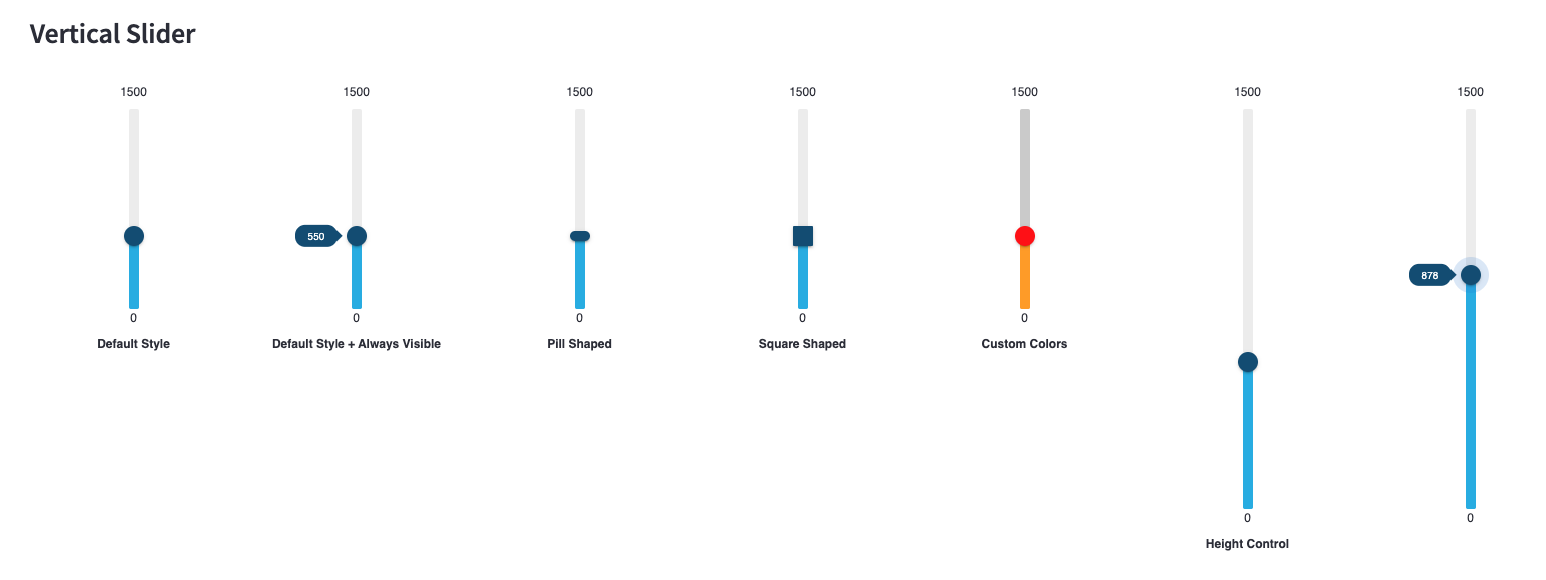 Vertical Slider
1500 1500 1500 1500 1500 1500 1500
550
878
0 0 0 0 0
Default Style Default Style + Always Visible Pill Shaped Square Shaped Custom Colors
0 0
Height Control